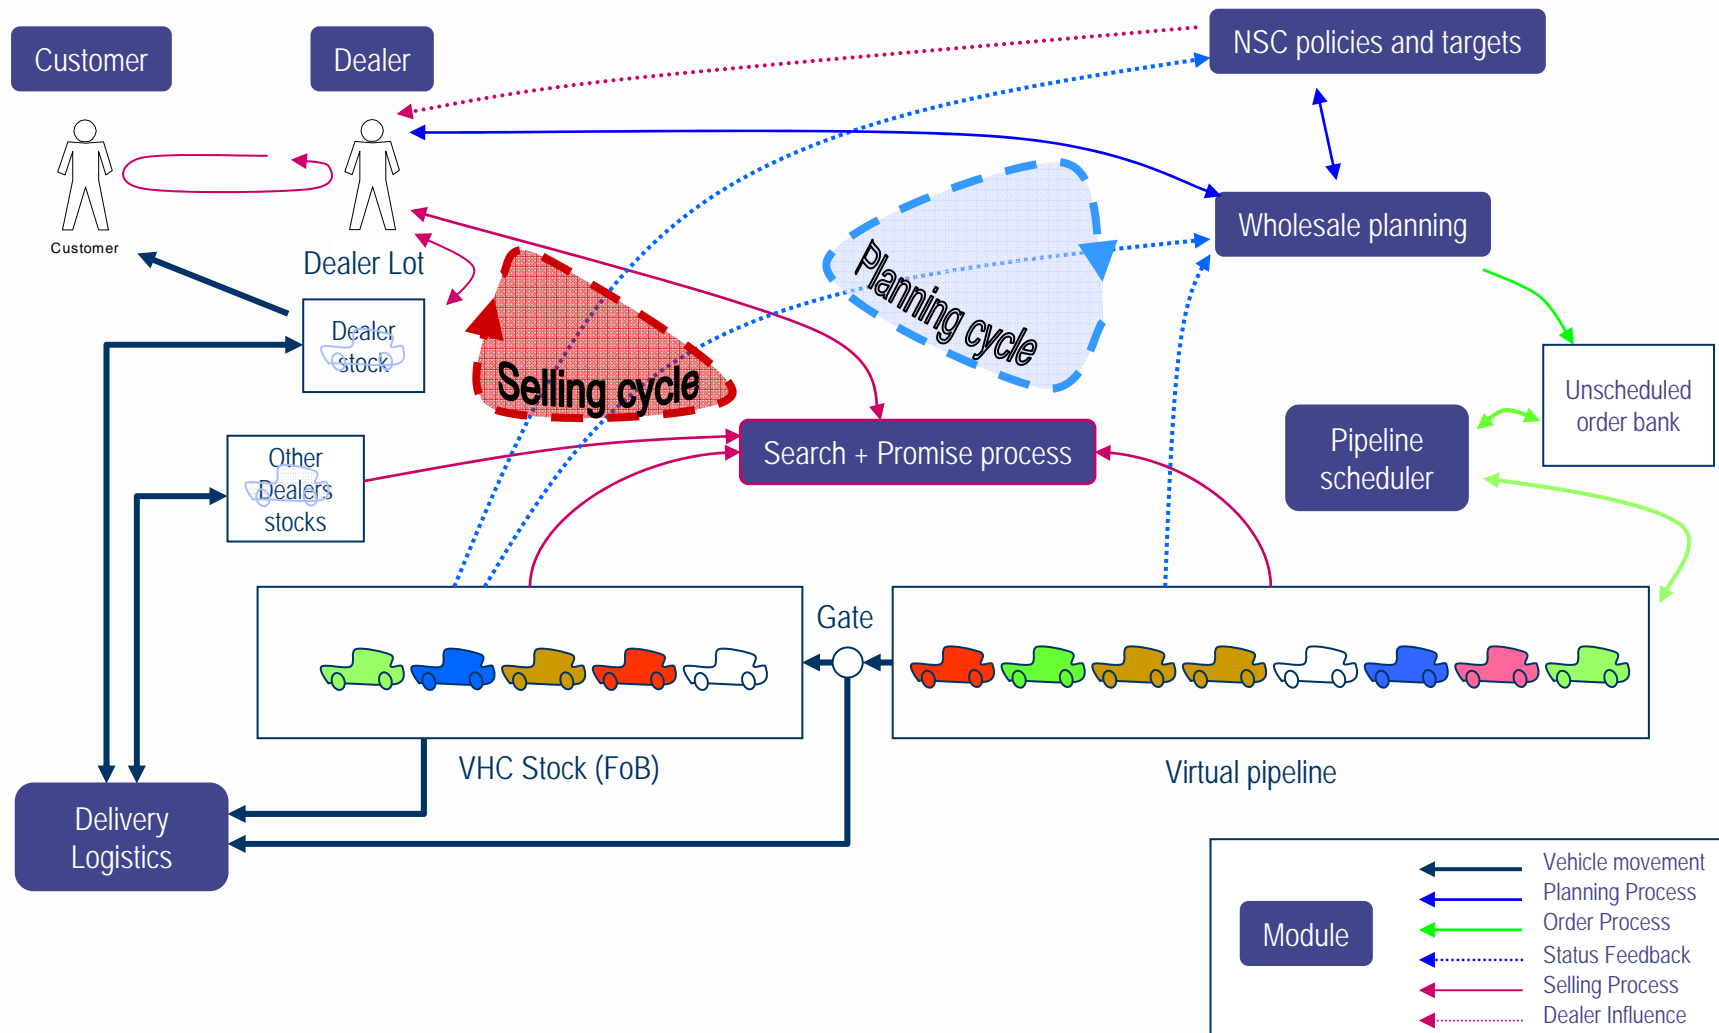 Customer
Dealer
NSC policies and targets
Customer
Dealer Lot
Wholesale planning
Planning cycle
Dealer
stock
Selling cycle
Unscheduled
order bank
Pipeline
scheduler
Search + Promise process
Other
Dealers
stocks
Gate
VHC Stock (FoB)
Virtual pipeline
Delivery
Logistics
Module
Vehicle movement
Planning Process
Order Process
Status Feedback
Selling Process
Dealer Influence